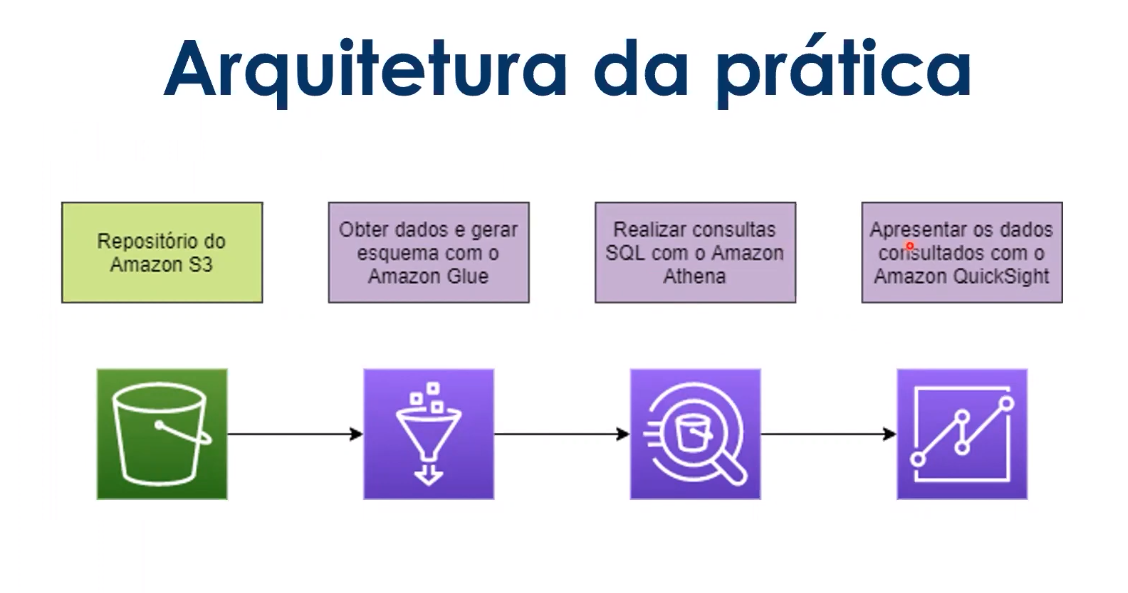 Arquitetura da prática
Repositório do
Amazon S3
Obter dados e gerar
esquema com o
Amazon Glue
Realizar consultas
SQL com o Amazon
Athena
Apresentar os dados
consultados com o
Amazon QuickSight